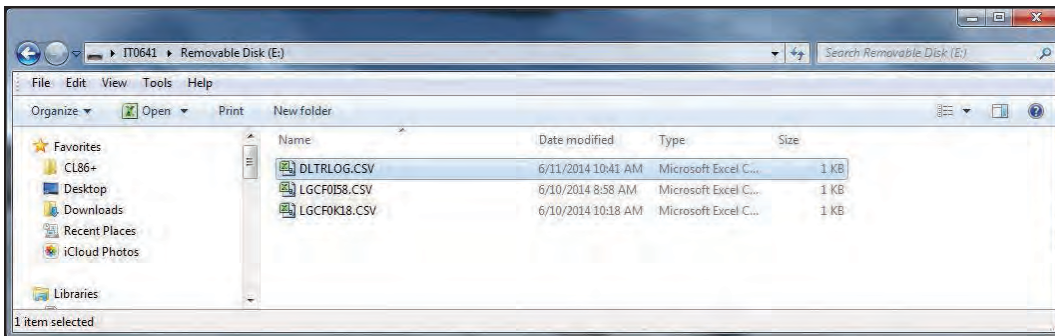 IT0641 ▸ Removable Disk (E:)
Search Removable Disk (E:)
File Edit View Tools Help
Organize Open Print New folder
Name Date modified Type Size
Favorites
CL86+
Desktop
Downloads
Recent Places
iCloud Photos
Libraries
DLTRLOG.CSV 6/11/2014 10:41 AM Microsoft Excel C... 1 KB
LGCF0I58.CSV 6/10/2014 8:58 AM Microsoft Excel C... 1 KB
LGCF0K18.CSV 6/10/2014 10:18 AM Microsoft Excel C... 1 KB
1 item selected